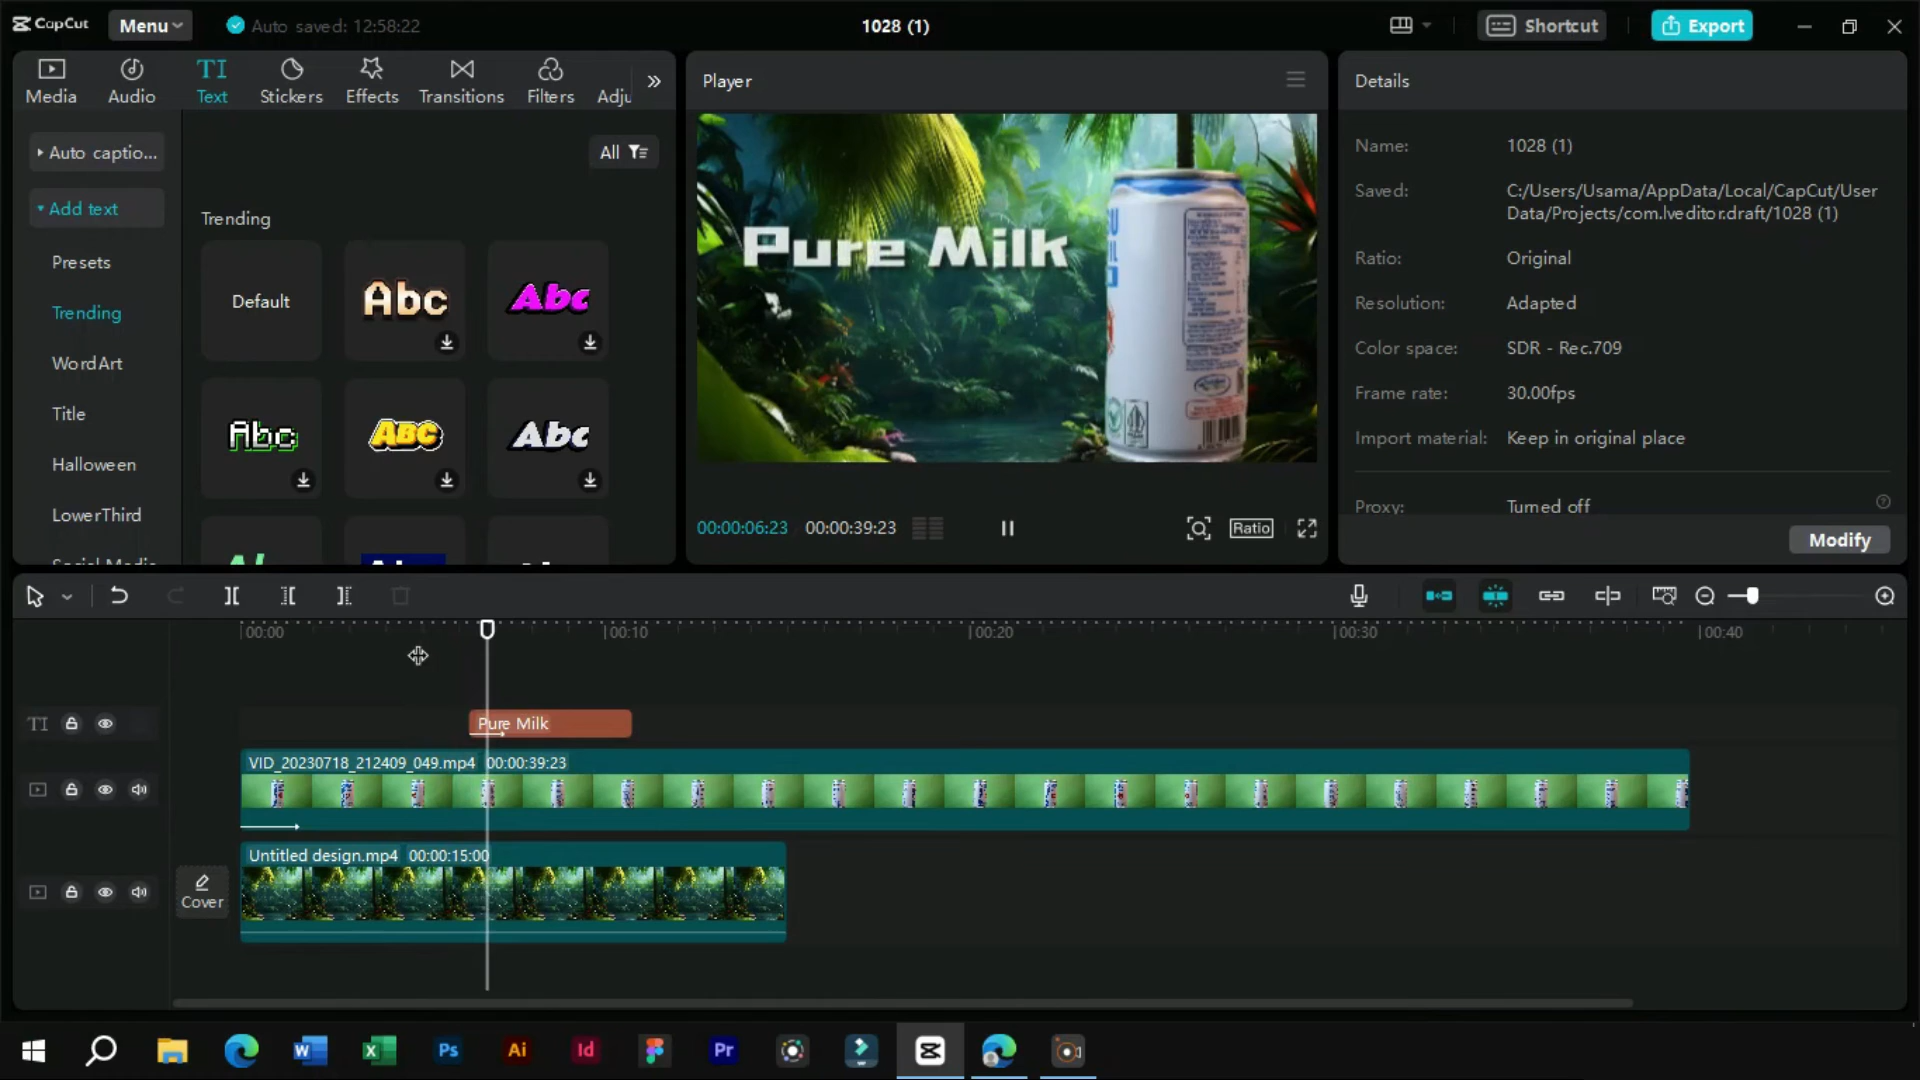 CapCut
Menu
Auto saved: 12:58:22
1028 (1)
Shortcut
Export
Media
Audio
TI
Text
Stickers
Effects
Transitions
Filters
Adju
Auto captio...
Add text
Presets
Trending
WordArt
Title
Halloween
LowerThird
Social Media
All
Trending
Default
Abc
Abc
Abc
ABC
Abc
Player
Pure Milk
00:00:06:23
00:00:39:23
Ratio
Details
Name:
1028 (1)
Saved:
C:/Users/Usama/AppData/Local/CapCut/User
Data/Projects/com.lveditor.draft/1028 (1)
Ratio:
Original
Resolution:
Adapted
Color space:
SDR - Rec.709
Frame rate:
30.00fps
Import material:
Keep in original place
Proxy:
Turned off
Modify
00:00
00:10
00:20
00:30
00:40
TI
Pure Milk
VID_20230718_212409_049.mp4 00:00:39:23
Cover
Untitled design.mp4 00:00:15:00
W
X
Ps
Ai
Id
Pr